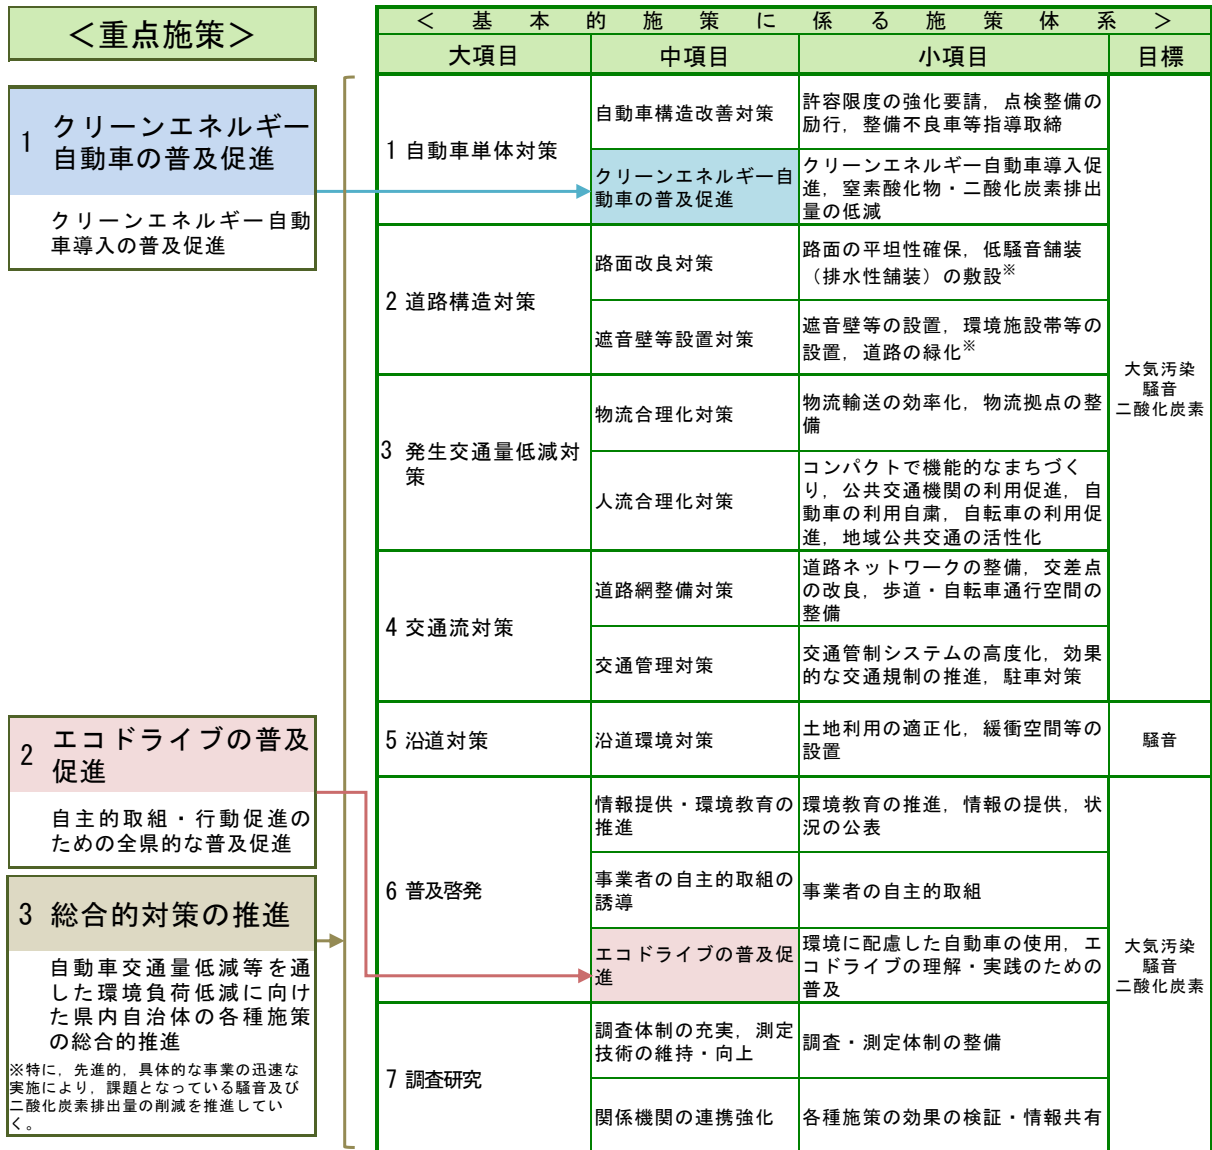 ＜重点施策＞
1 クリーンエネルギー
自動車の普及促進
クリーンエネルギー自動
車導入の普及促進
2 エコドライブの普及
促進
自主的取組・行動促進の
ための全県的な普及促進
3 総合的対策の推進
自動車交通量低減等を通
した環境負荷低減に向け
た県内自治体の各種施策
の総合的推進
※特に，先進的，具体的な事業の迅速な
実施により，課題となっている騒音及び
二酸化炭素排出量の削減を推進してい
く。
＜基本的施策に係る施策体系＞
大項目 中項目 小項目 目標
1 自動車単体対策
自動車構造改善対策
許容限度の強化要請，点検整備の
励行，整備不良車等指導取締
クリーンエネルギー自
動車の普及促進
クリーンエネルギー自動車導入促
進，窒素酸化物・二酸化炭素排出
量の低減
2 道路構造対策
路面改良対策
路面の平坦性確保，低騒音舗装
（排水性舗装）の敷設※
遮音壁等設置対策
遮音壁等の設置，環境施設帯等の
設置，道路の緑化※
3 発生交通量低減対
策
物流合理化対策
物流輸送の効率化，物流拠点の整
備
人流合理化対策
コンパクトで機能的なまちづく
り，公共交通機関の利用促進，自
動車の利用自粛，自転車の利用促
進，地域公共交通の活性化
4 交通流対策
道路網整備対策
道路ネットワークの整備，交差点
の改良，歩道・自転車通行空間の
整備
交通管理対策
交通管制システムの高度化，効果
的な交通規制の推進，駐車対策
大気汚染
騒音
二酸化炭素
5 沿道対策
沿道環境対策
土地利用の適正化，緩衝空間等の
設置
騒音
6 普及啓発
情報提供・環境教育の
推進
環境教育の推進，情報の提供，状
況の公表
事業者の自主的取組の
誘導
事業者の自主的取組
エコドライブの普及促
進
環境に配慮した自動車の使用，エ
コドライブの理解・実践のための
普及
7 調査研究
調査体制の充実，測定
技術の維持・向上
調査・測定体制の整備
関係機関の連携強化
各種施策の効果の検証・情報共有
大気汚染
騒音
二酸化炭素